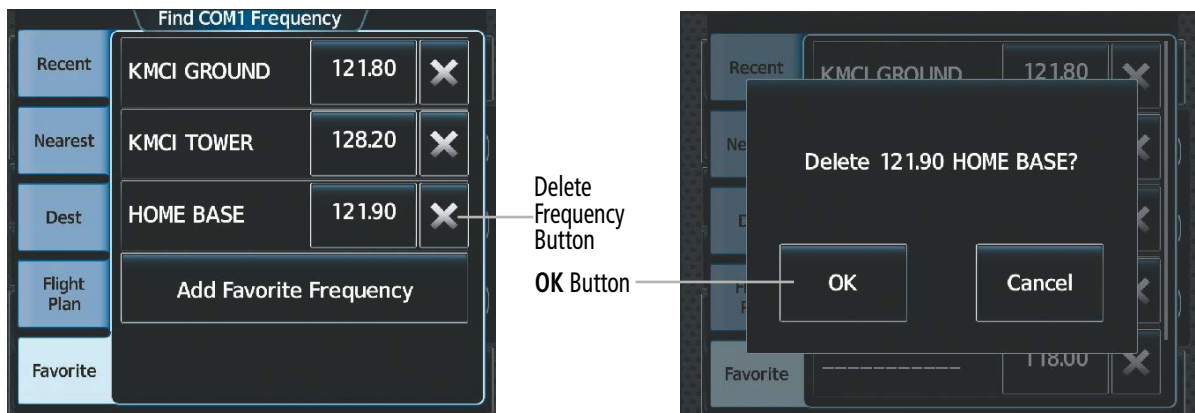 Find COM1 Frequency
Recent
KMCI GROUND 121.80
Nearest
KMCI TOWER 128.20
Dest
HOME BASE 121.90
Flight
Plan
Add Favorite Frequency
Favorite
Delete
Frequency
Button
OK Button
Recent
KMCI GROUND 121.80
Ne
Delete 121.90 HOME BASE?
OK Cancel
Favorite
118.00